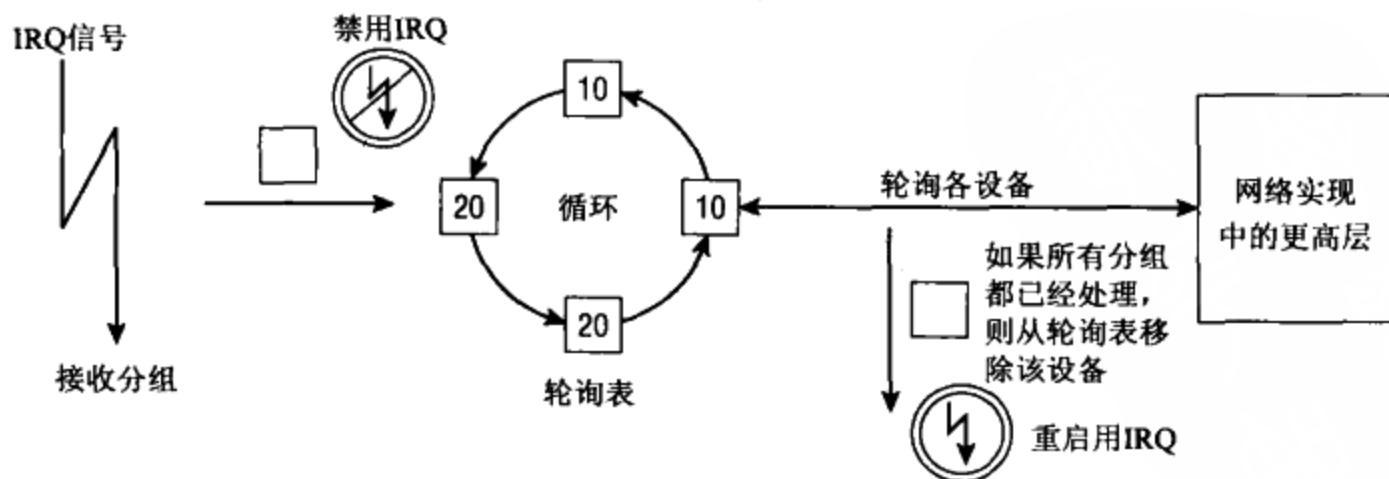 IRQ信号
禁用IRQ
接收分组
10
20
循环
10
20
轮询表
轮询各设备
如果所有分组
都已经处理，
则从轮询表移
除该设备
重启用IRQ
网络实现
中的更高层